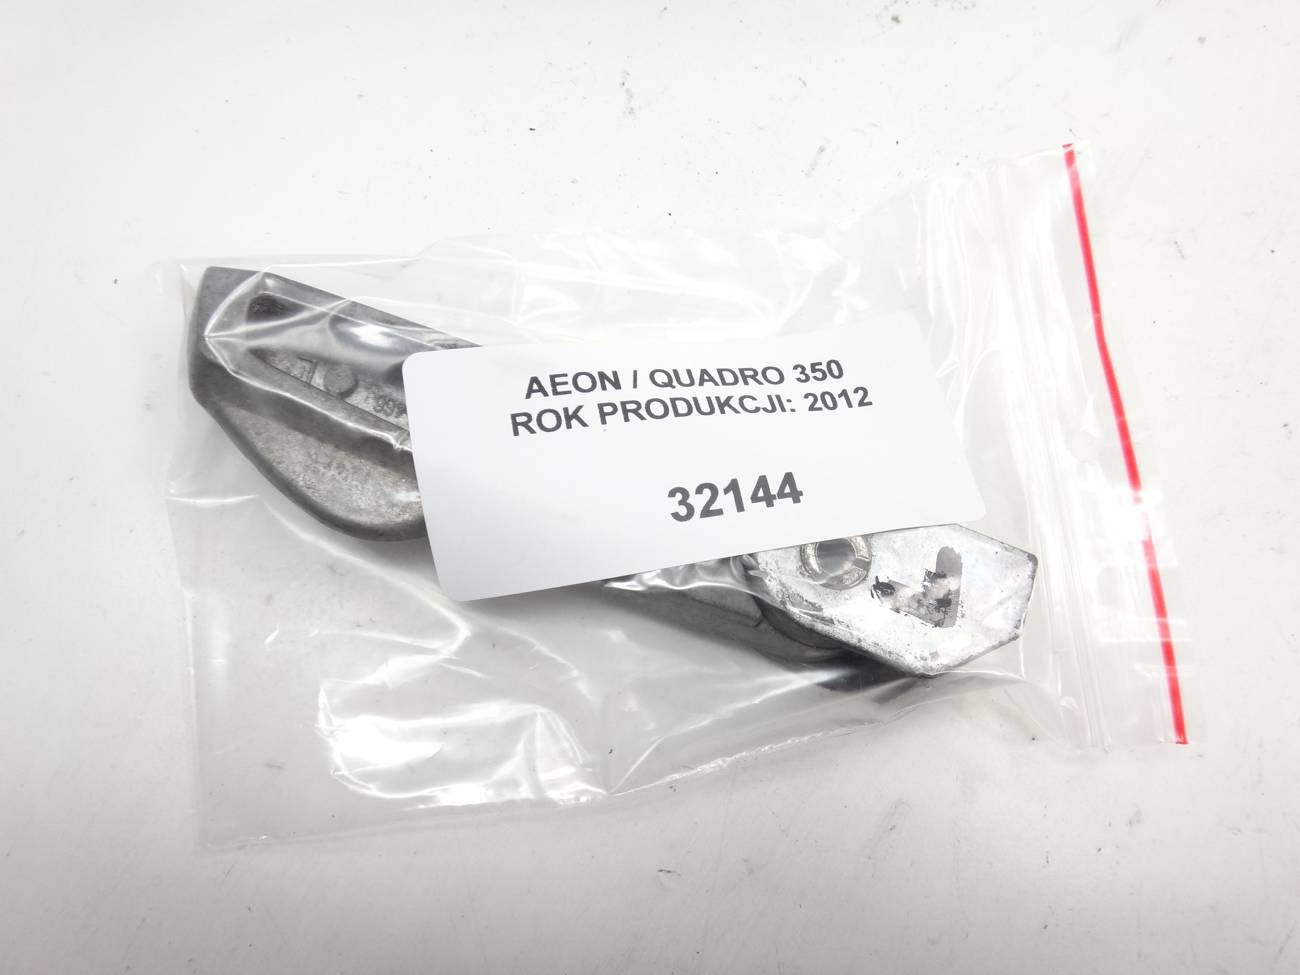 AEON / QUADRO 350
ROK PRODUKCJI: 2012
32144